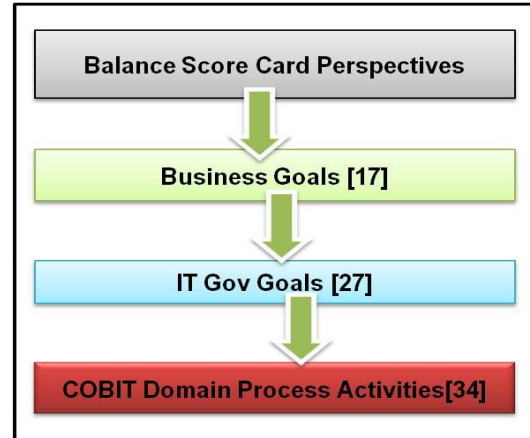 Balance Score Card Perspectives
Business Goals [17]
IT Gov Goals [27]
COBIT Domain Process Activities[34]